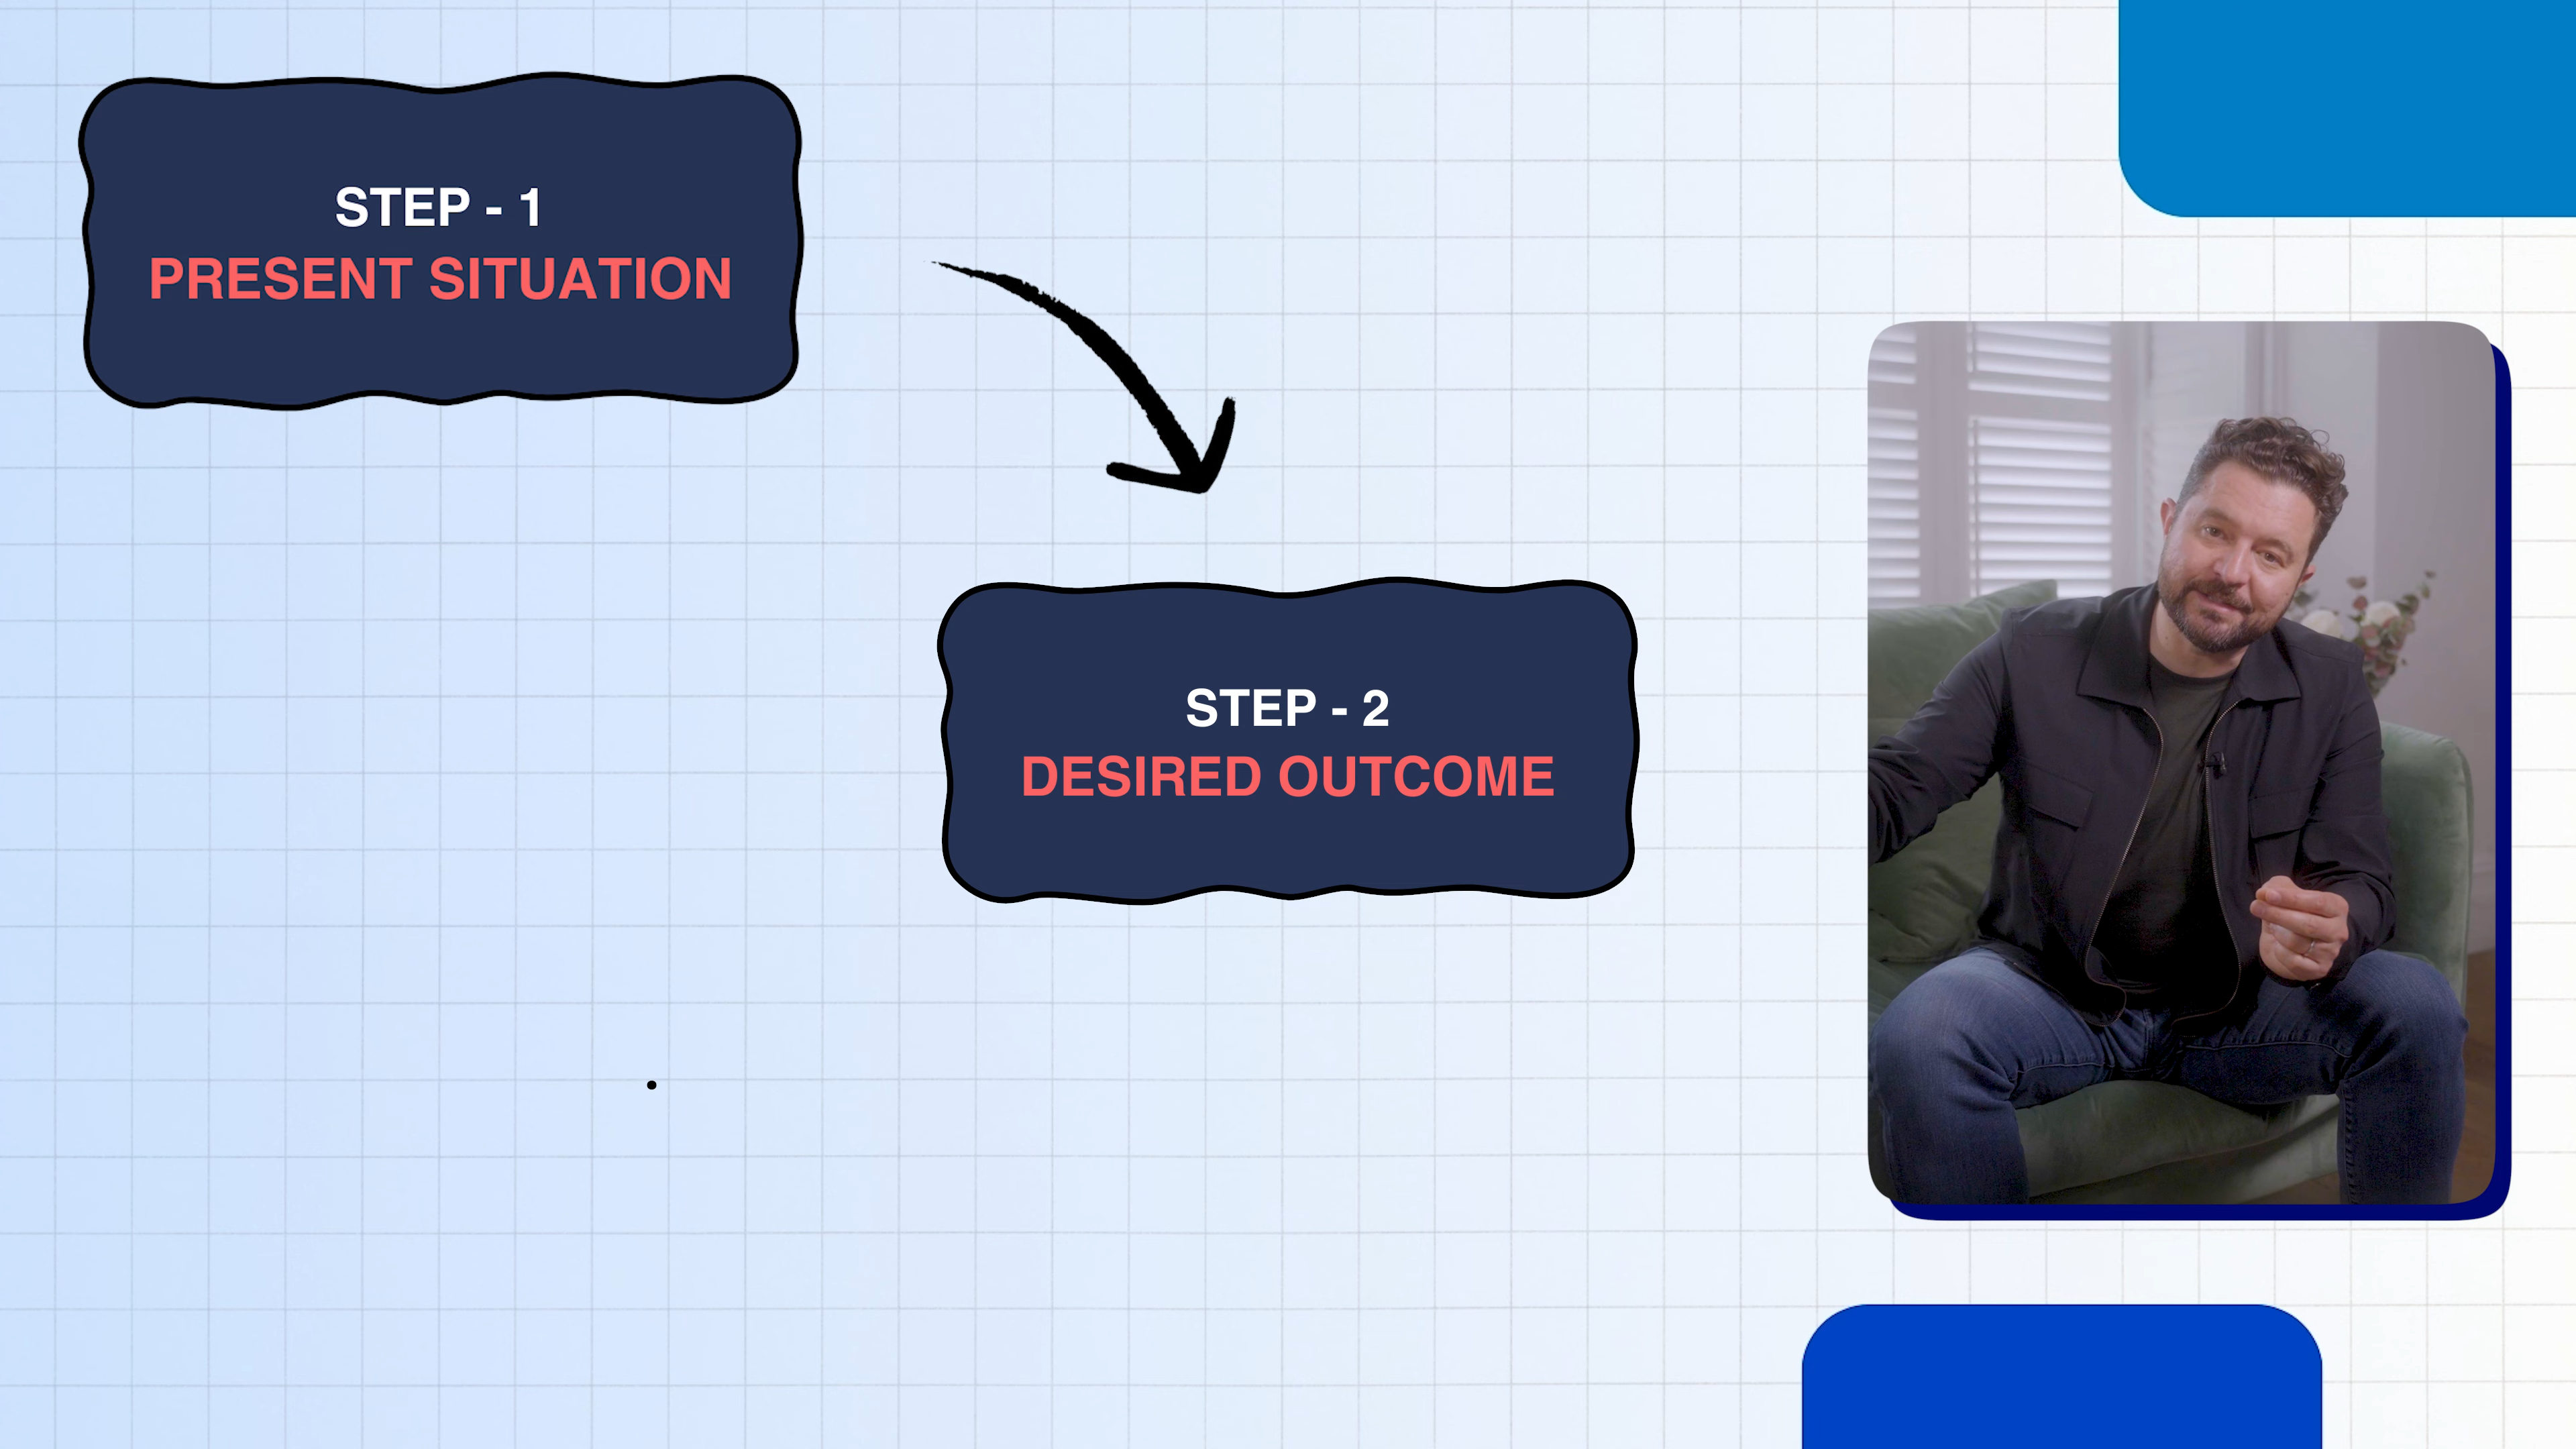 STEP - 1
PRESENT SITUATION
STEP - 2
DESIRED OUTCOME